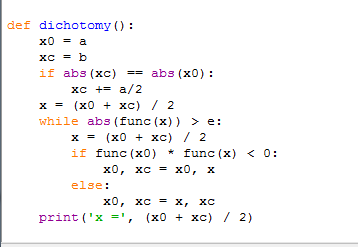 def dichotomy():
    x0 = a
    xc = b
    if abs(xc) == abs(x0):
        xc += a/2
    x = (x0 + xc) / 2
    while abs(func(x)) > e:
        x = (x0 + xc) / 2
        if func(x0) * func(x) < 0:
            x0, xc = x0, x
        else:
            x0, xc = x, xc
    print('x =', (x0 + xc) / 2)